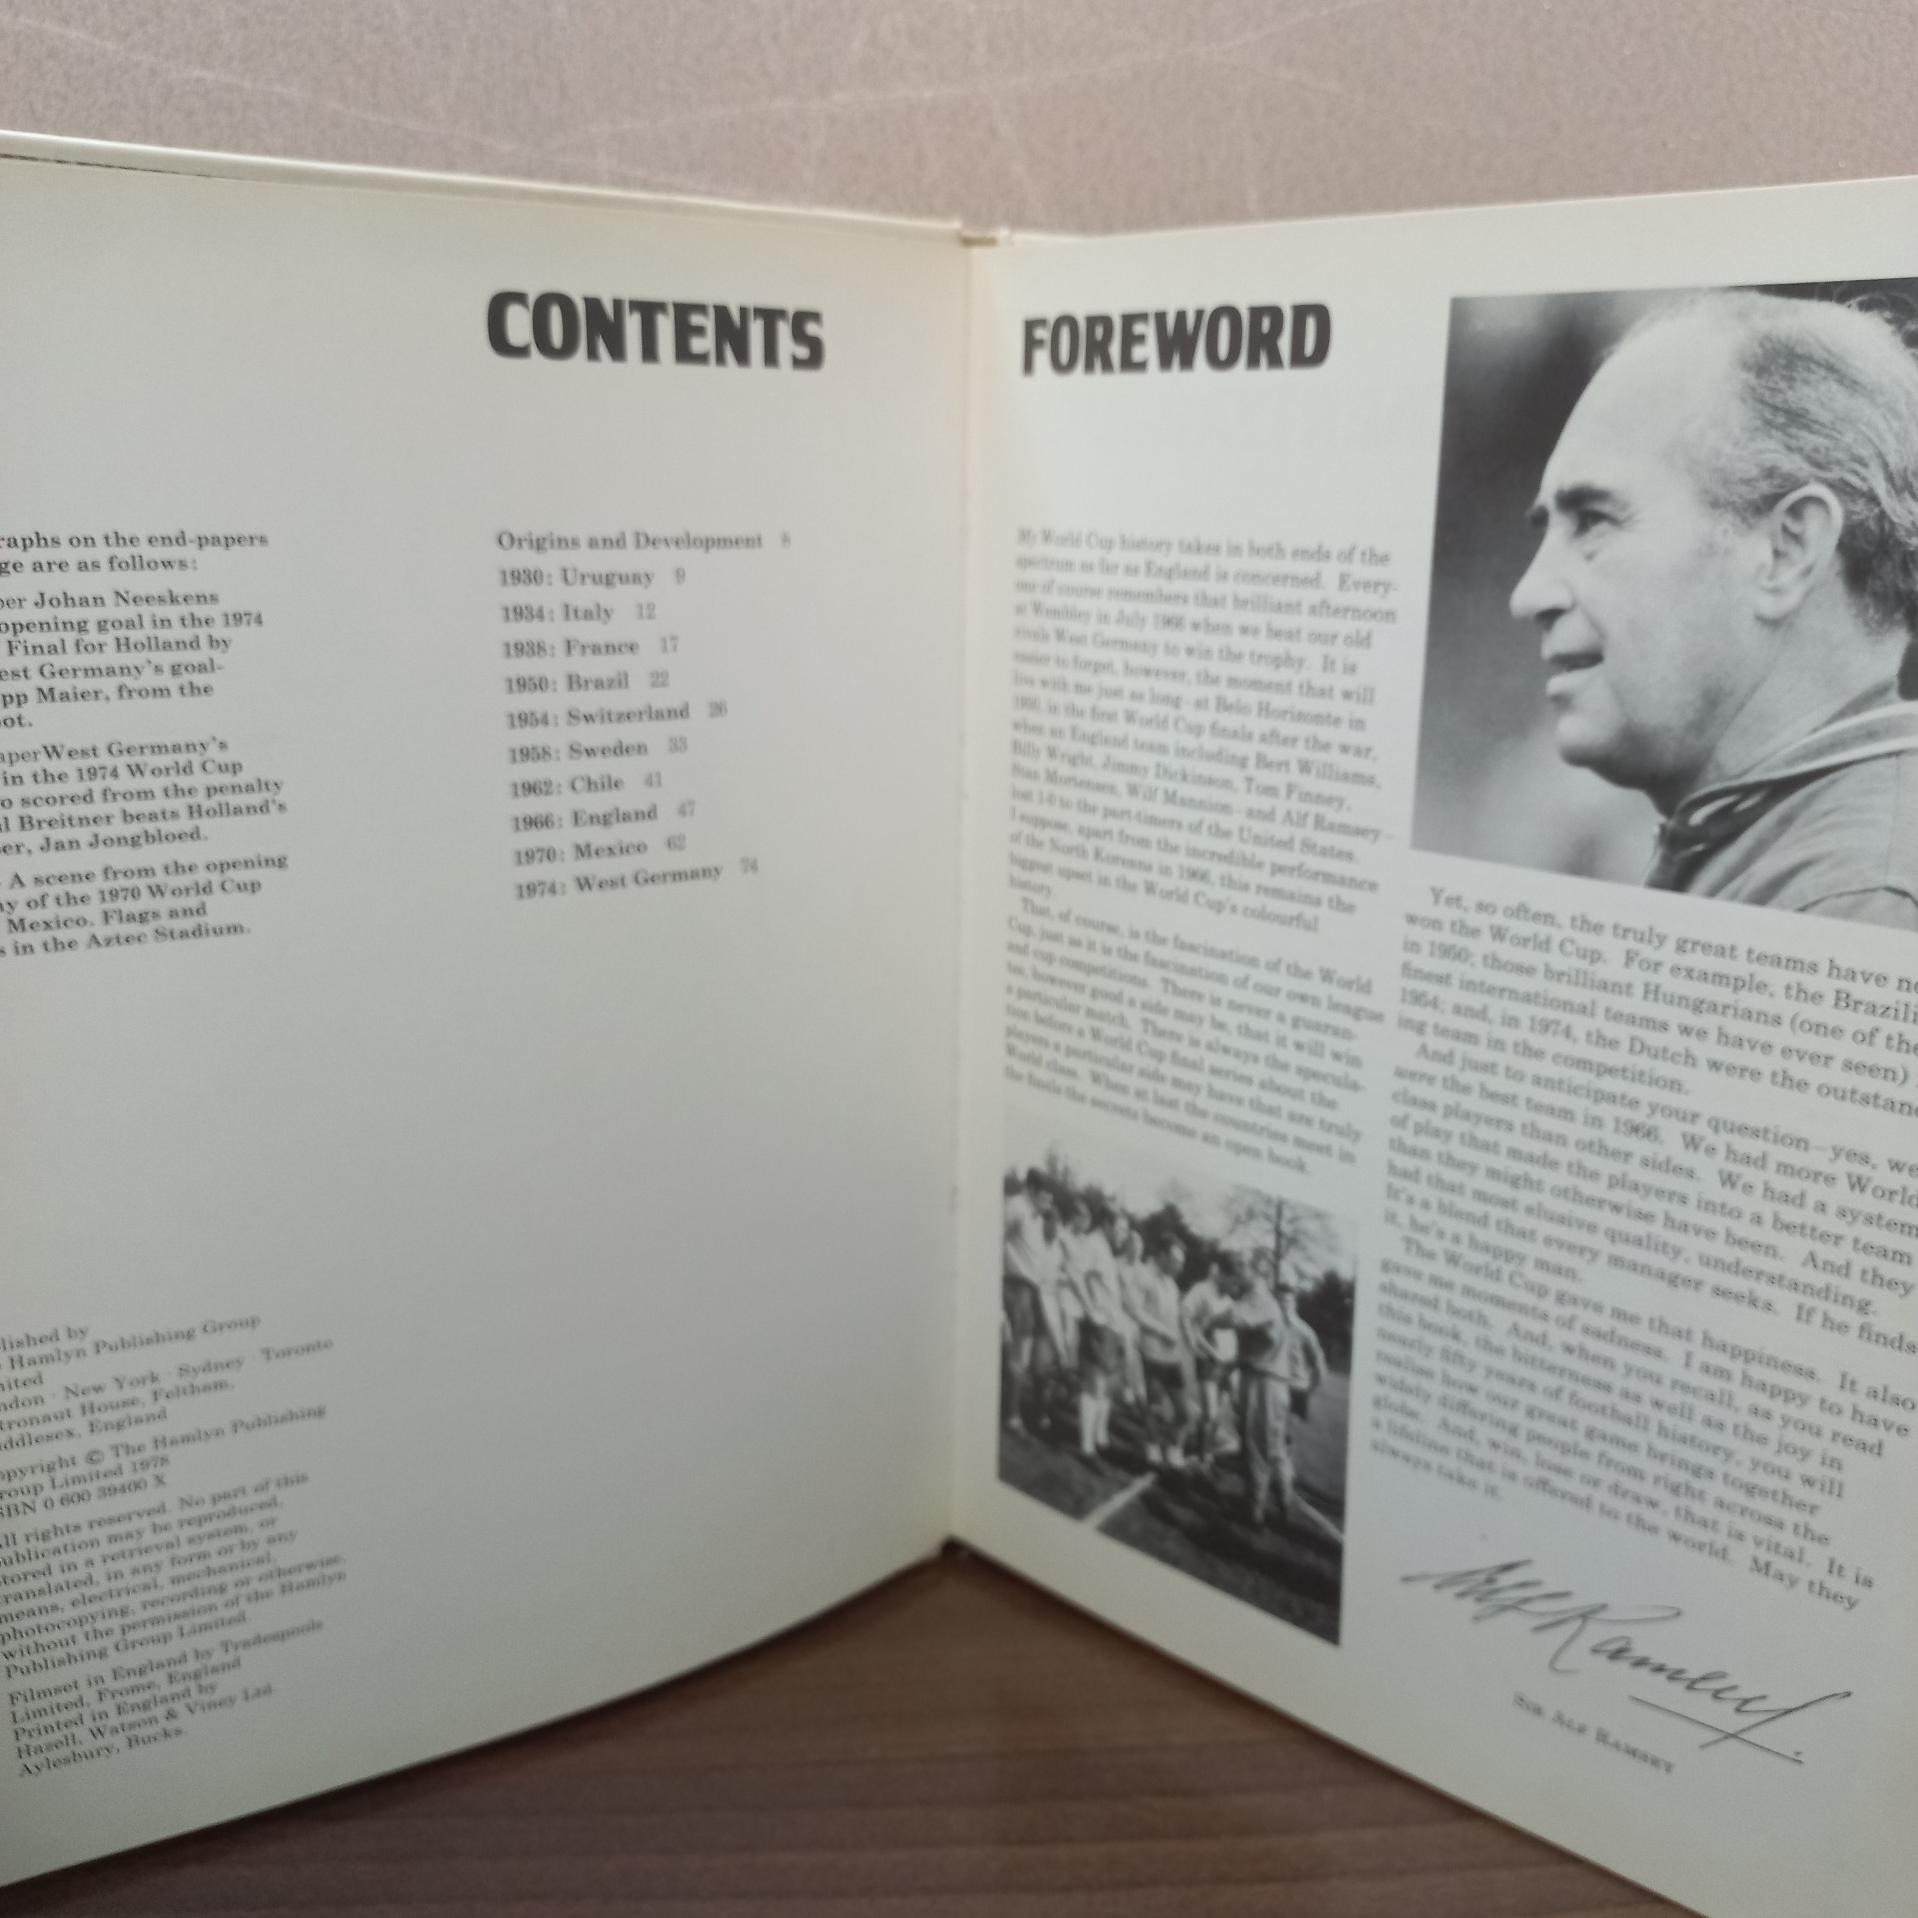 CONTENTS
raphs on the end-papers
ge are as follows:
per Johan Neeskens
opening goal in the 1974
Final for Holland by
est Germany's goal-
pp Maier, from the
ot.
aperWest Germany's
in the 1974 World Cup
o scored from the penalty
ul Breitner beats Holland's
er, Jan Jongbloed.
A scene from the opening
ny of the 1970 World Cup
Mexico. Flags and
s in the Aztec Stadium.
lished by
Hamlyn Publishing Group
ited
ndon · New York · Sydney · Toronto
tronaut House, Feltham,
ddlesex, England
opyright © The Hamlyn Publishing
roup Limited 1978
SBN 0 600 39400 X
ll rights reserved. No part of this
ublication may be reproduced,
tored in a retrieval system, or
ranslated, in any form or by any
means, electrical, mechanical,
photocopying, recording or otherwise,
without the permission of the Hamlyn
Publishing Group Limited.
Filmset in England by Tradespools
Limited, Frome, England
Printed in England by
Hazell, Watson & Viney Ltd
Aylesbury, Bucks.
Origins and Development 8
1930: Uruguay 9
1934: Italy 12
1938: France 17
1950: Brazil 22
1954: Switzerland 26
1958: Sweden 33
1962: Chile 41
1966: England 47
1970: Mexico 62
1974: West Germany 74
FOREWORD
My World Cup history takes in both ends of the
spectrum as far as England is concerned. Every-
one of course remembers that brilliant afternoon
at Wembley in July 1966 when we beat our old
rivals West Germany to win the trophy. It is
easier to forget, however, the moment that will
live with me just as long—at Belo Horizonte in
1950, in the first World Cup finals after the war,
when an England team including Bert Williams,
Billy Wright, Jimmy Dickinson, Tom Finney,
Stan Mortensen, Wilf Mannion—and Alf Ramsey—
lost 1-0 to the part-timers of the United States.
I suppose, apart from the incredible performance
of the North Koreans in 1966, this remains the
biggest upset in the World Cup's colourful
history.
That, of course, is the fascination of the World
Cup, just as it is the fascination of our own league
and cup competitions. There is never a guaran-
tee, however good a side may be, that it will win
a particular match. There is always the specula-
tion before a World Cup final series about the
players a particular side may have that are truly
World class. When at last the countries meet in
the finals the secrets become an open book.
Yet, so often, the truly great teams have no
won the World Cup. For example, the Brazili
in 1950; those brilliant Hungarians (one of the
finest international teams we have ever seen)
1954; and, in 1974, the Dutch were the outstand
ing team in the competition.
And just to anticipate your question—yes, we
were the best team in 1966. We had more World
class players than other sides. We had a system
of play that made the players into a better team
than they might otherwise have been. And they
had that most elusive quality, understanding.
It's a blend that every manager seeks. If he finds
it, he's a happy man.
The World Cup gave me that happiness. It also
gave me moments of sadness. I am happy to have
shared both. And, when you recall, as you read
this book, the bitterness as well as the joy in
nearly fifty years of football history, you will
realise how our great game brings together
widely differing people from right across the
globe. And, win, lose or draw, that is vital. It is
a lifeline that is offered to the world. May they
always take it.
Alf Ramsey
SIR ALF RAMSEY